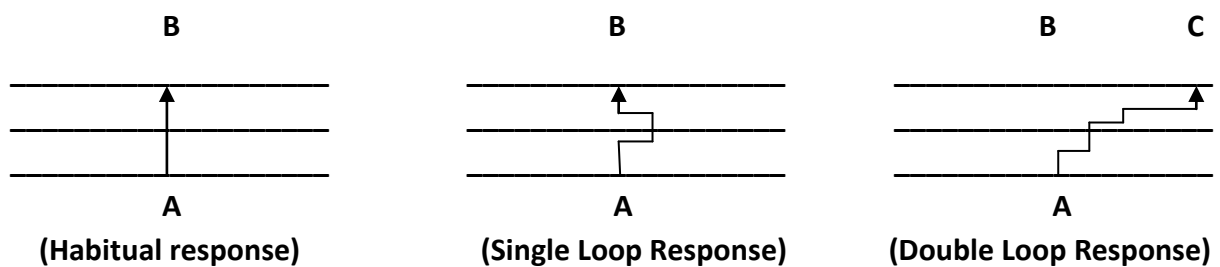 B B B C
A A A
(Habitual response) (Single Loop Response) (Double Loop Response)